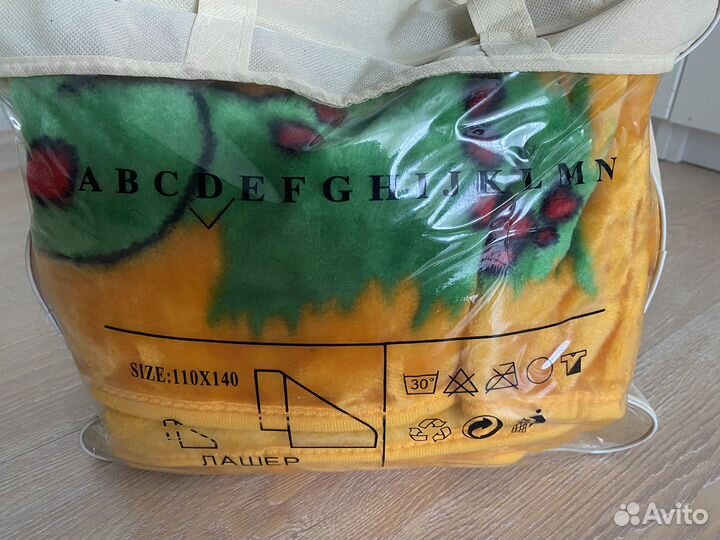 A B C D E F G H I J K L M N
SIZE:110X140
30°
ЛАШЕР
Avito